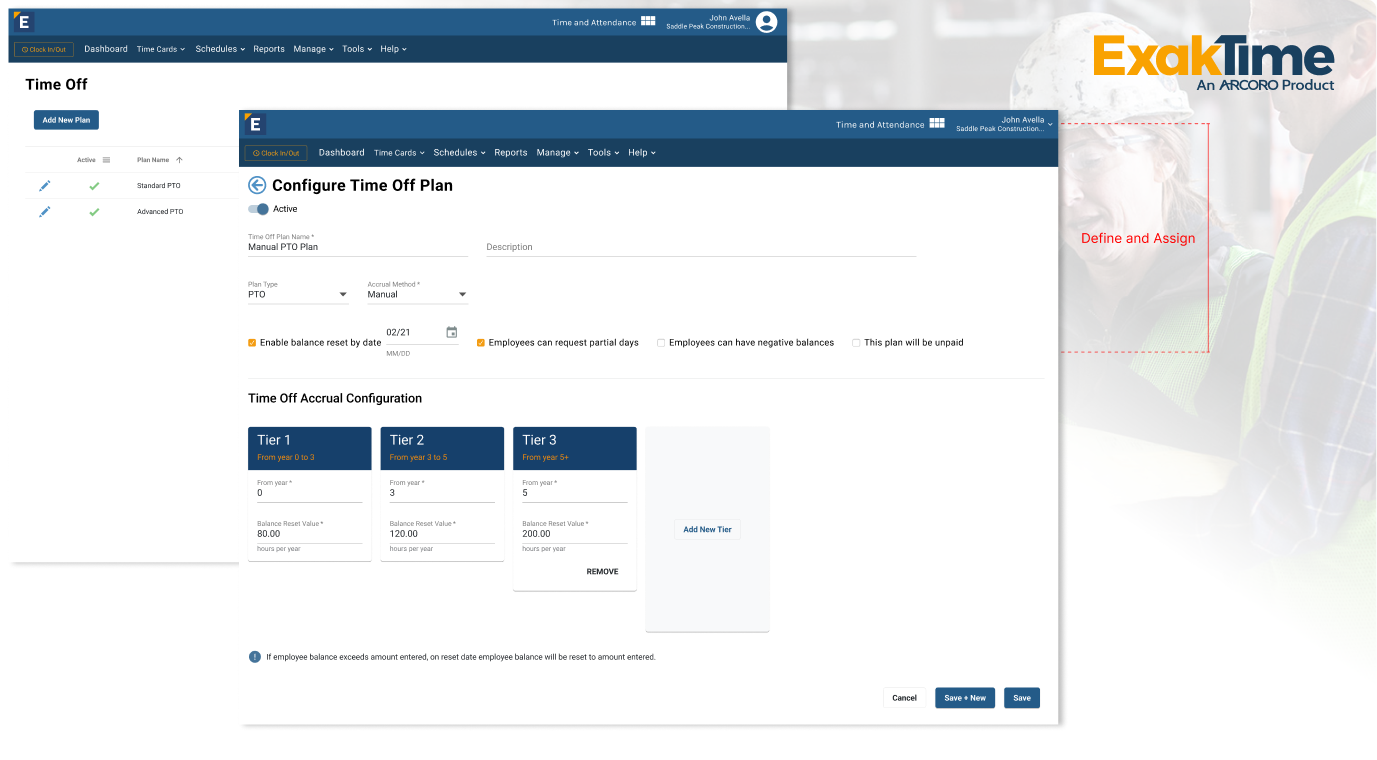 E
Time and Attendance
John Avella
Saddle Peak Construction...
Clock In/Out Dashboard Time Cards Schedules Reports Manage Tools Help
Time Off
Add New Plan
Active Plan Name
Standard PTO
Advanced PTO
ExakTime
An ARCORO Product
E
Time and Attendance
John Avella
Saddle Peak Construction...
Clock In/Out Dashboard Time Cards Schedules Reports Manage Tools Help
Configure Time Off Plan
Active
Time Off Plan Name *
Manual PTO Plan
Description
Plan Type
PTO
Accrual Method *
Manual
Enable balance reset by date
02/21
MM/DD
Employees can request partial days
Employees can have negative balances
This plan will be unpaid
Time Off Accrual Configuration
Tier 1
From year 0 to 3
From year *
0
Balance Reset Value *
80.00
hours per year
Tier 2
From year 3 to 5
From year *
3
Balance Reset Value *
120.00
hours per year
Tier 3
From year 5+
From year *
5
Balance Reset Value *
200.00
hours per year
REMOVE
Add New Tier
! If employee balance exceeds amount entered, on reset date employee balance will be reset to amount entered.
Cancel Save + New Save
Define and Assign